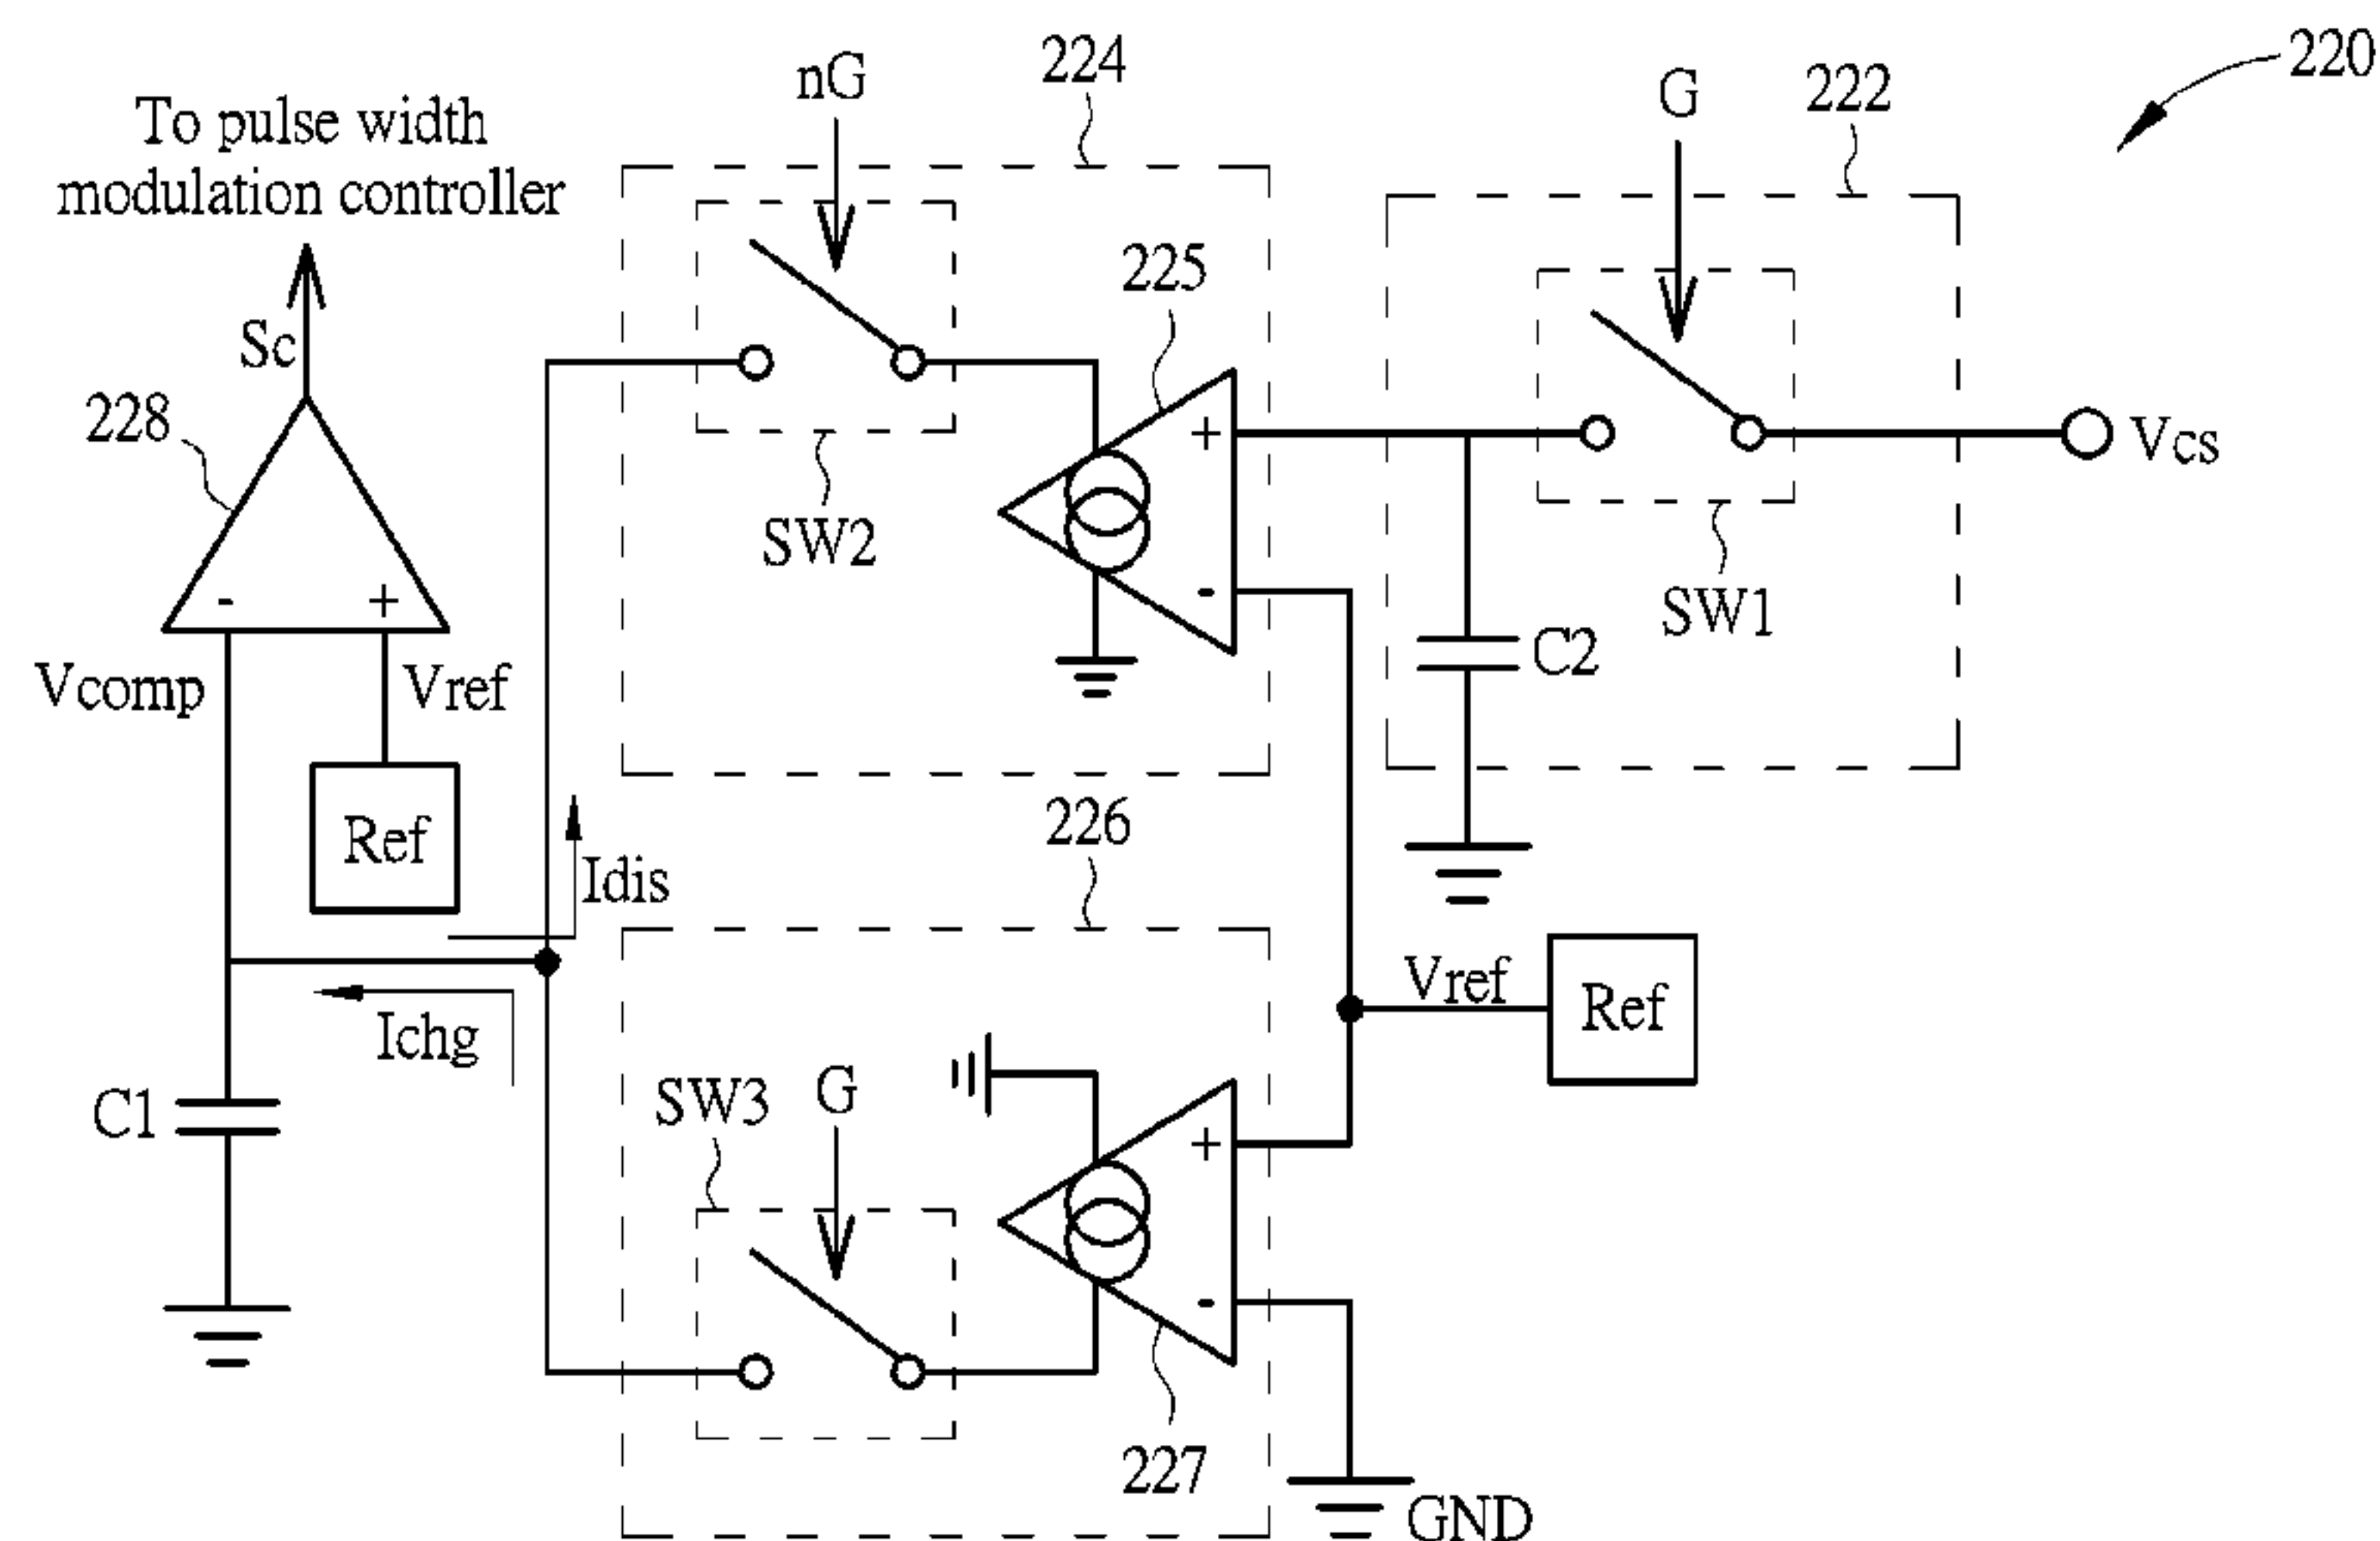 220
224
nG
G
222
To pulse width
modulation controller
225
Sc
228
+
Vcs
SW2
-
+
-
SW1
C2
Vcomp
Vref
Ref
226
Idis
Vref
Ref
Ichg
SW3
G
C1
+
-
227
GND